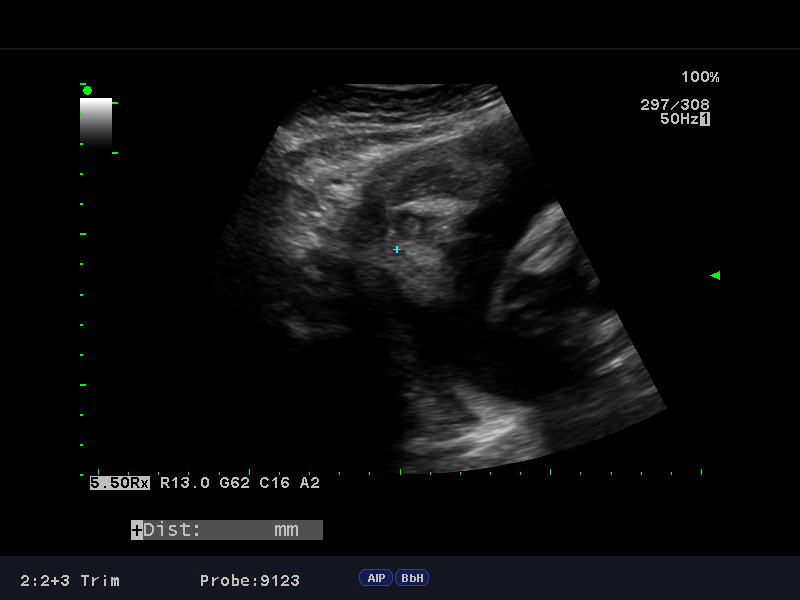 100%
297/308
50Hz1
5.50Rx R13.0 G62 C16 A2
+Dist: mm
2:2+3 Trim Probe:9123 AIP BbH